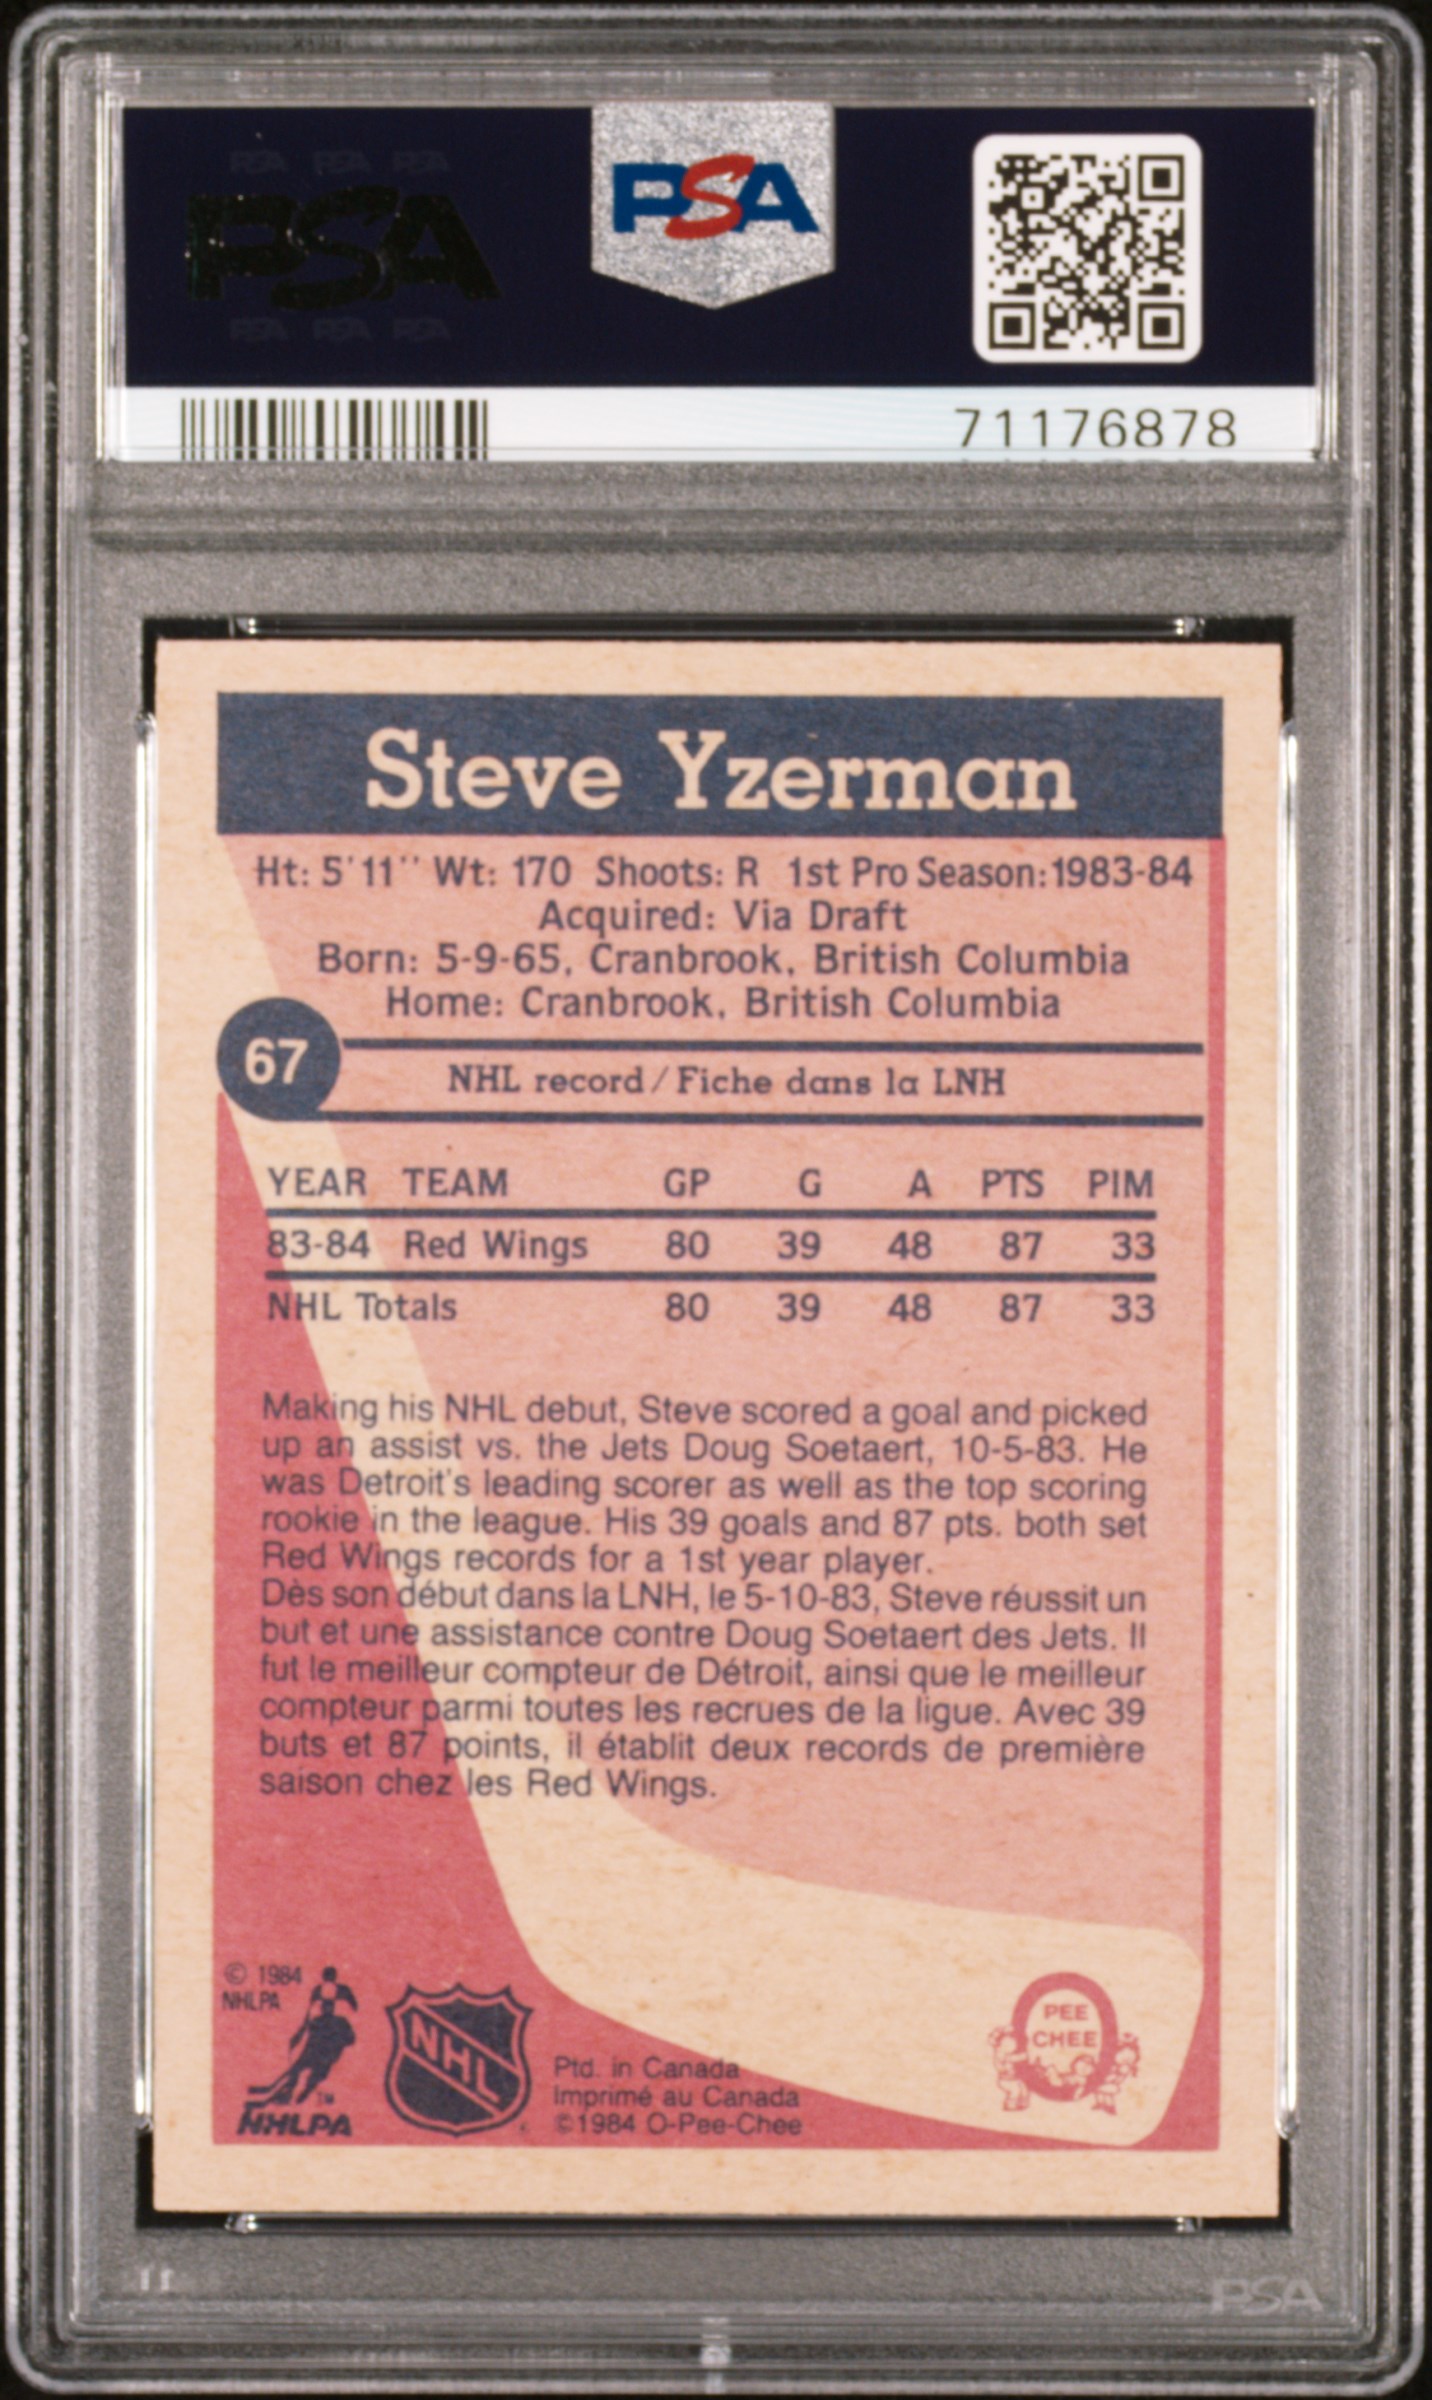 PSA PSA PSA
PSA
PSA PSA PSA
PSA
71176878
Steve Yzerman
Ht: 5'11'' Wt: 170 Shoots: R 1st Pro Season: 1983-84
Acquired: Via Draft
Born: 5-9-65, Cranbrook, British Columbia
Home: Cranbrook, British Columbia
67
NHL record / Fiche dans la LNH
YEAR TEAM GP G A PTS PIM
83-84 Red Wings 80 39 48 87 33
NHL Totals 80 39 48 87 33
Making his NHL debut, Steve scored a goal and picked
up an assist vs. the Jets Doug Soetaert, 10-5-83. He
was Detroit's leading scorer as well as the top scoring
rookie in the league. His 39 goals and 87 pts. both set
Red Wings records for a 1st year player.
Dès son début dans la LNH, le 5-10-83, Steve réussit un
but et une assistance contre Doug Soetaert des Jets. Il
fut le meilleur compteur de Détroit, ainsi que le meilleur
compteur parmi toutes les recrues de la ligue. Avec 39
buts et 87 points, il établit deux records de première
saison chez les Red Wings.
© 1984
NHLPA
TM
NHLPA
NHL
Ptd. in Canada
Imprimé au Canada
©1984 O-Pee-Chee
PEE
CHEE
PSA